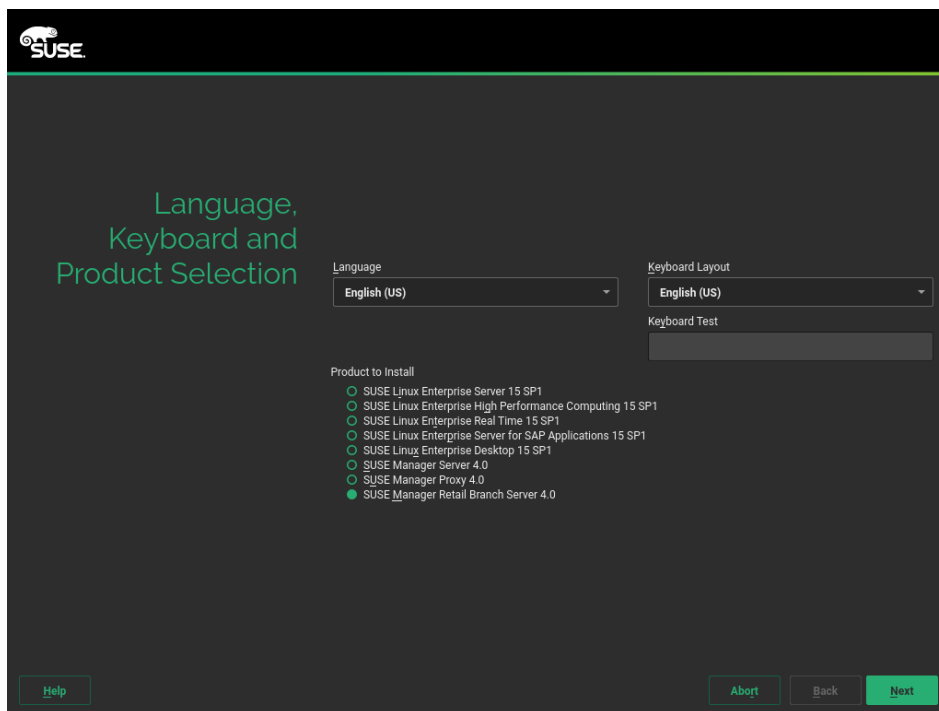 SUSE.
Language,
Keyboard and
Product Selection
Language
Keyboard Layout
English (US)
English (US)
Keyboard Test
Product to Install
SUSE Linux Enterprise Server 15 SP1
SUSE Linux Enterprise High Performance Computing 15 SP1
SUSE Linux Enterprise Real Time 15 SP1
SUSE Linux Enterprise Server for SAP Applications 15 SP1
SUSE Linux Enterprise Desktop 15 SP1
SUSE Manager Server 4.0
SUSE Manager Proxy 4.0
SUSE Manager Retail Branch Server 4.0
Help
Abort
Back
Next